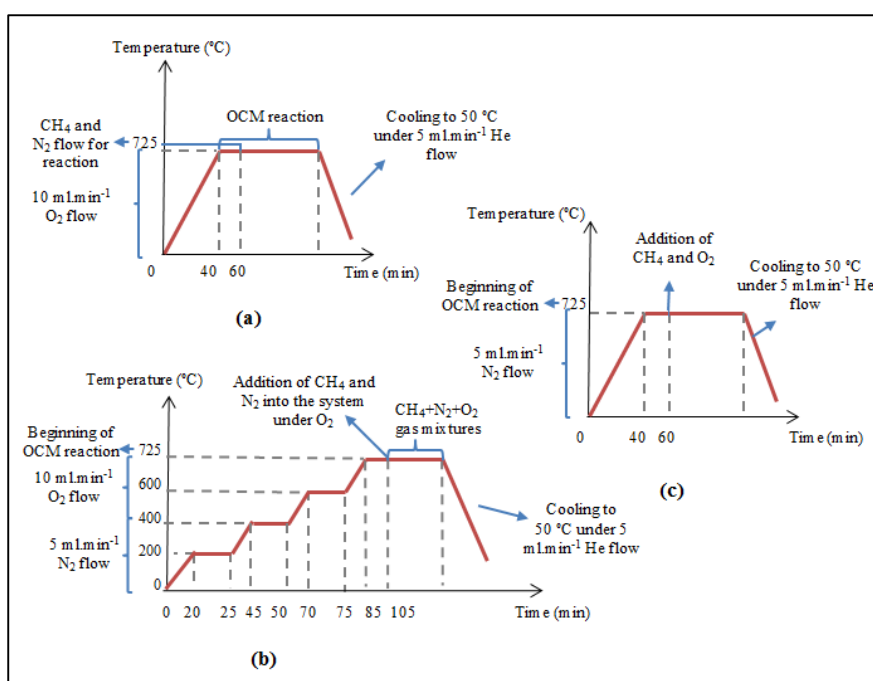 Temperature (°C)
OCM reaction
Cooling to 50 °C
under 5 ml.min⁻¹ He
flow
CH₄ and
N₂ flow for
reaction
725
10 ml.min⁻¹
O₂ flow
0
40 60
Time (min)
(a)
Temperature (°C)
Addition of
CH₄ and O₂
Cooling to 50 °C
under 5 ml.min⁻¹ He
flow
Beginning of
OCM reaction
725
5 ml.min⁻¹
N₂ flow
0
40 60
Time (min)
(c)
Temperature (°C)
Addition of CH₄ and
N₂ into the system
under O₂
CH₄+N₂+O₂
gas mixtures
Beginning of
OCM reaction
725
10 ml.min⁻¹
O₂ flow
600
400
5 ml.min⁻¹
N₂ flow
200
0
Cooling to
50 °C under 5
ml.min⁻¹ He flow
0 20 25 45 50 70 75 85 105
Time (min)
(b)